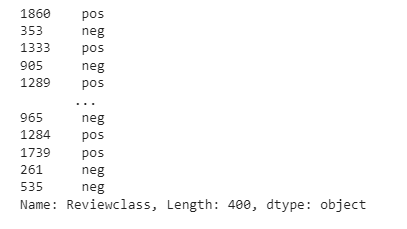 1860    pos
353     neg
1333    pos
905     neg
1289    pos
...
965     neg
1284    pos
1739    pos
261     neg
535     neg
Name: Reviewclass, Length: 400, dtype: object